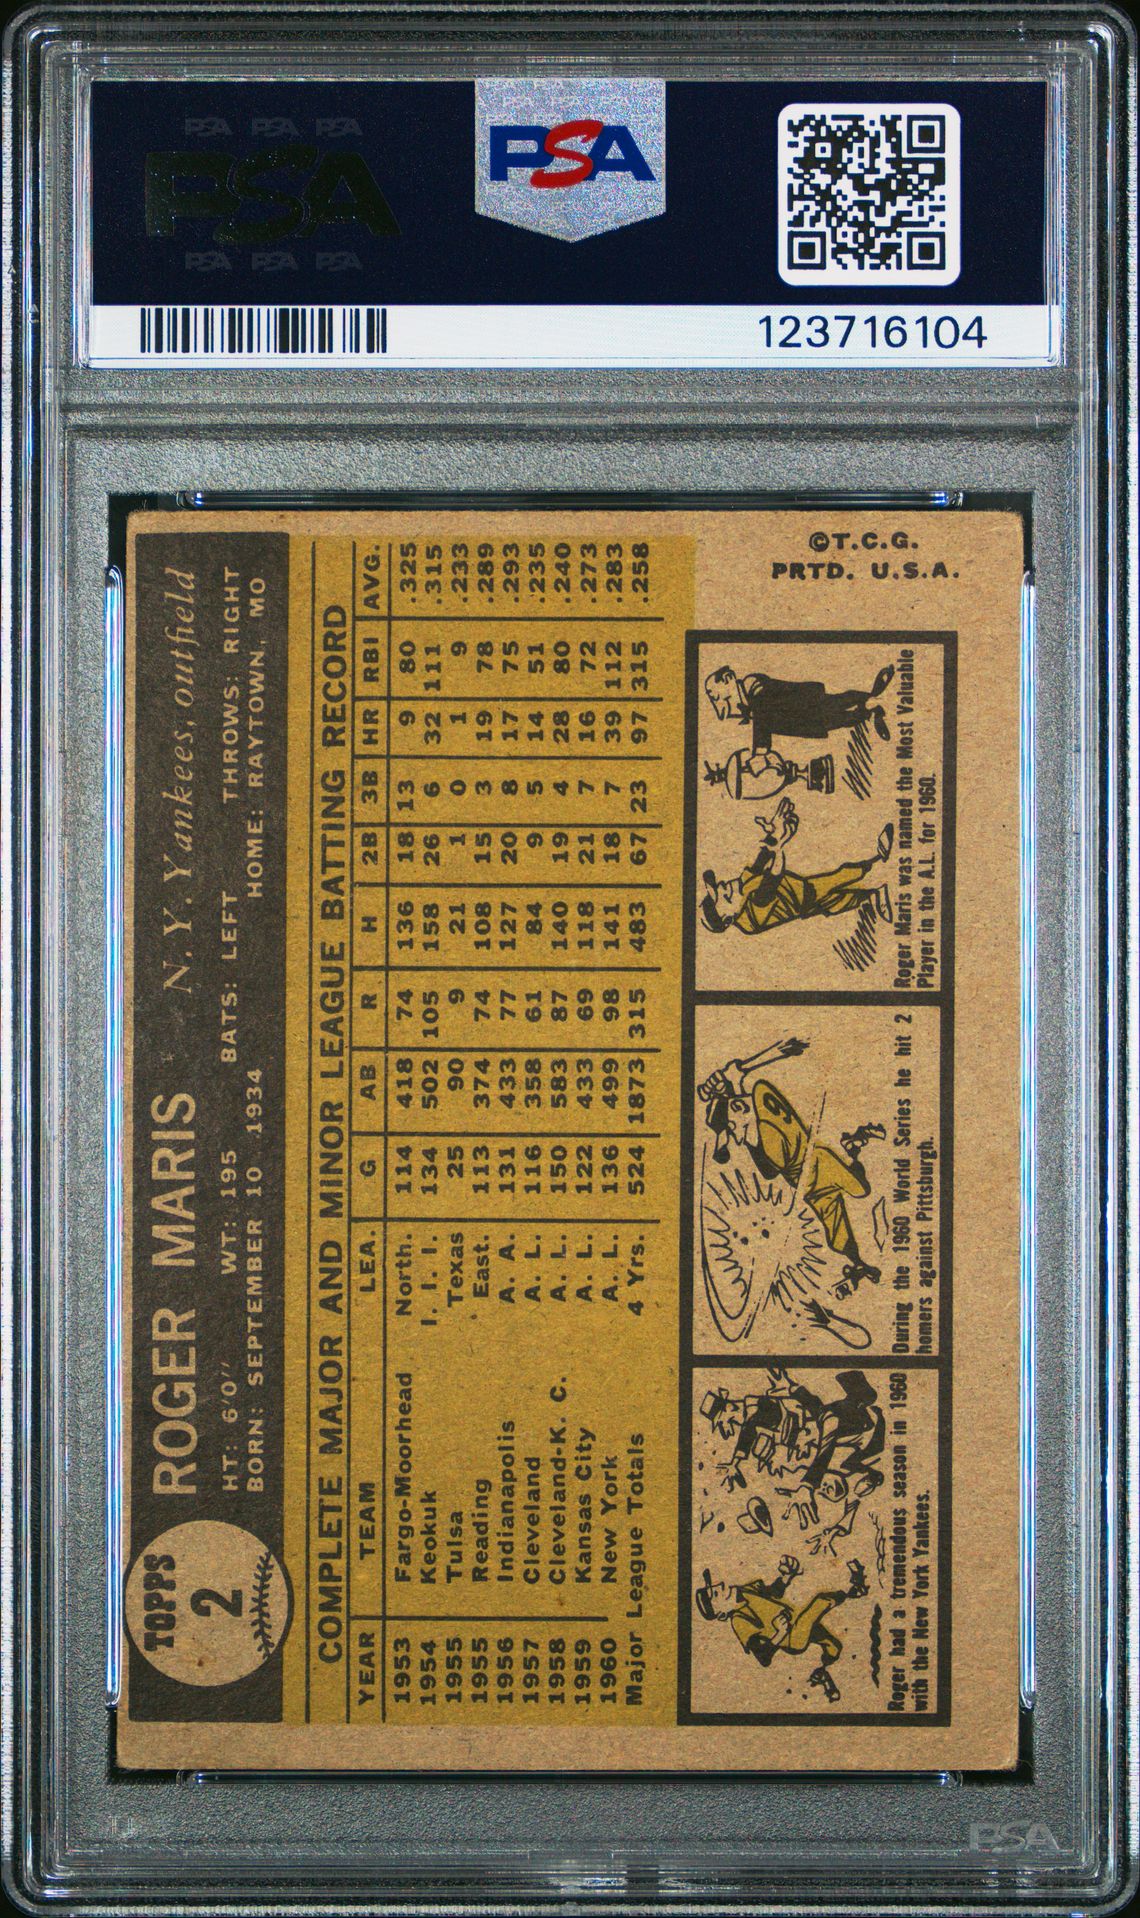 PSA PSA PSA
PSA
PSA PSA PSA
PSA
123716104
TOPPS
2
ROGER MARIS N. Y. Yankees, outfield
HT: 6'0" WT: 195 BATS: LEFT THROWS: RIGHT
BORN: SEPTEMBER 10 1934 HOME: RAYTOWN, MO
COMPLETE MAJOR AND MINOR LEAGUE BATTING RECORD
YEAR TEAM LEA. G AB R H 2B 3B HR RBI AVG.
1953 Fargo-Moorhead North. 114 418 74 136 18 13 9 80 .325
1954 Keokuk I. I. I. 134 502 105 158 26 6 32 111 .315
1955 Tulsa Texas 25 90 9 21 1 0 1 9 .233
1955 Reading East. 113 374 74 108 15 3 19 78 .289
1956 Indianapolis A. A. 131 433 77 127 20 8 17 75 .293
1957 Cleveland A. L. 116 358 61 84 9 5 14 51 .235
1958 Cleveland-K. C. A. L. 150 583 87 140 19 4 28 80 .240
1959 Kansas City A. L. 122 433 69 118 21 7 16 72 .273
1960 New York A. L. 136 499 98 141 18 7 39 112 .283
Major League Totals 4 Yrs. 524 1873 315 483 67 23 97 315 .258
Roger had a tremendous season in 1960
with the New York Yankees.
9
During the 1960 World Series he hit 2
homers against Pittsburgh.
Roger Maris was named the Most Valuable
Player in the A.L. for 1960.
©T.C.G.
PRTD. U.S.A.
PSA